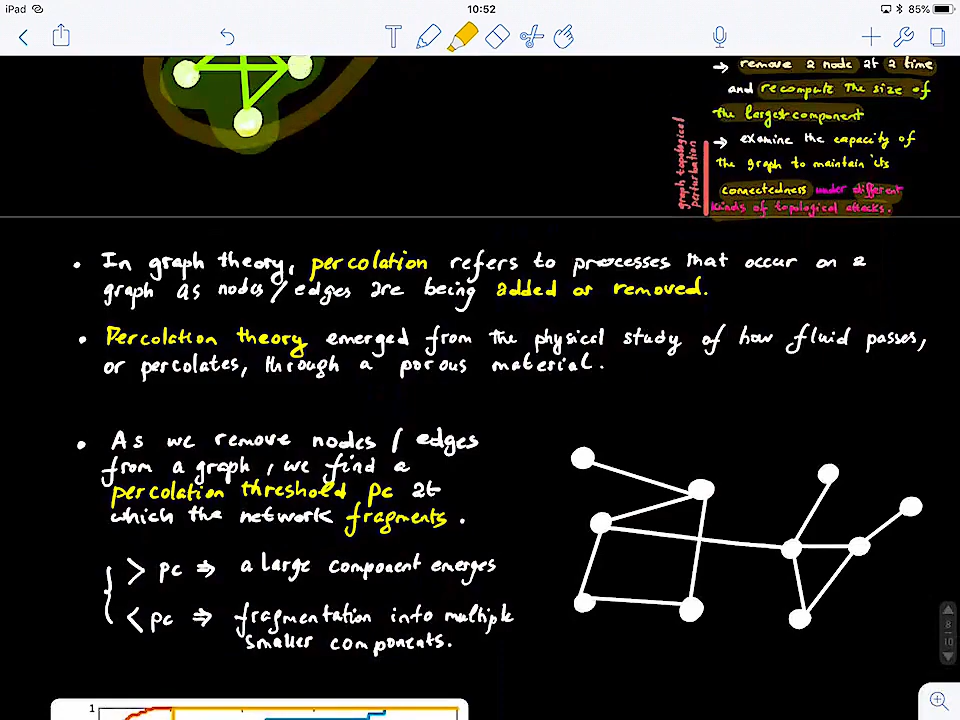 iPad
10:52
85%
T
→ remove a node at a time
and recompute the size of
the largest component
→ examine the capacity of
the graph to maintain its
connectedness under different
kinds of topological attacks.
graph topological
perturbation
• In graph theory, percolation refers to processes that occur on a
graph as nodes/edges are being added or removed.
• Percolation theory emerged from the physical study of how fluid passes,
or percolates, through a porous material.
• As we remove nodes / edges
from a graph, we find a
percolation threshold pc at
which the network fragments.
> pc ⇒ a large component emerges
< pc ⇒ fragmentation into multiple
smaller components.
8
10
1